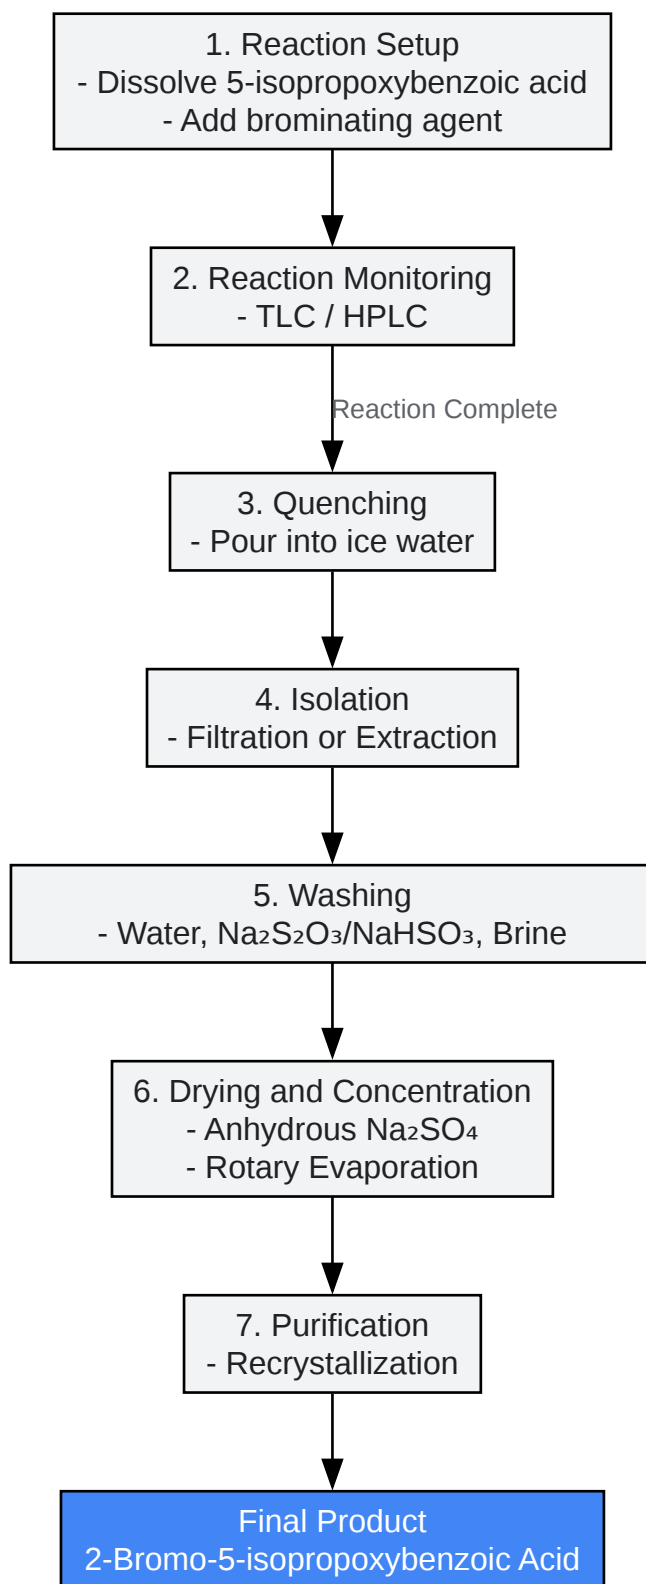 1. Reaction Setup
- Dissolve 5-isopropoxybenzoic acid
- Add brominating agent
2. Reaction Monitoring
- TLC / HPLC
Reaction Complete
3. Quenching
- Pour into ice water
4. Isolation
- Filtration or Extraction
5. Washing
- Water, Na₂S₂O₃/NaHSO₃, Brine
6. Drying and Concentration
- Anhydrous Na₂SO₄
- Rotary Evaporation
7. Purification
- Recrystallization
Final Product
2-Bromo-5-isopropoxybenzoic Acid